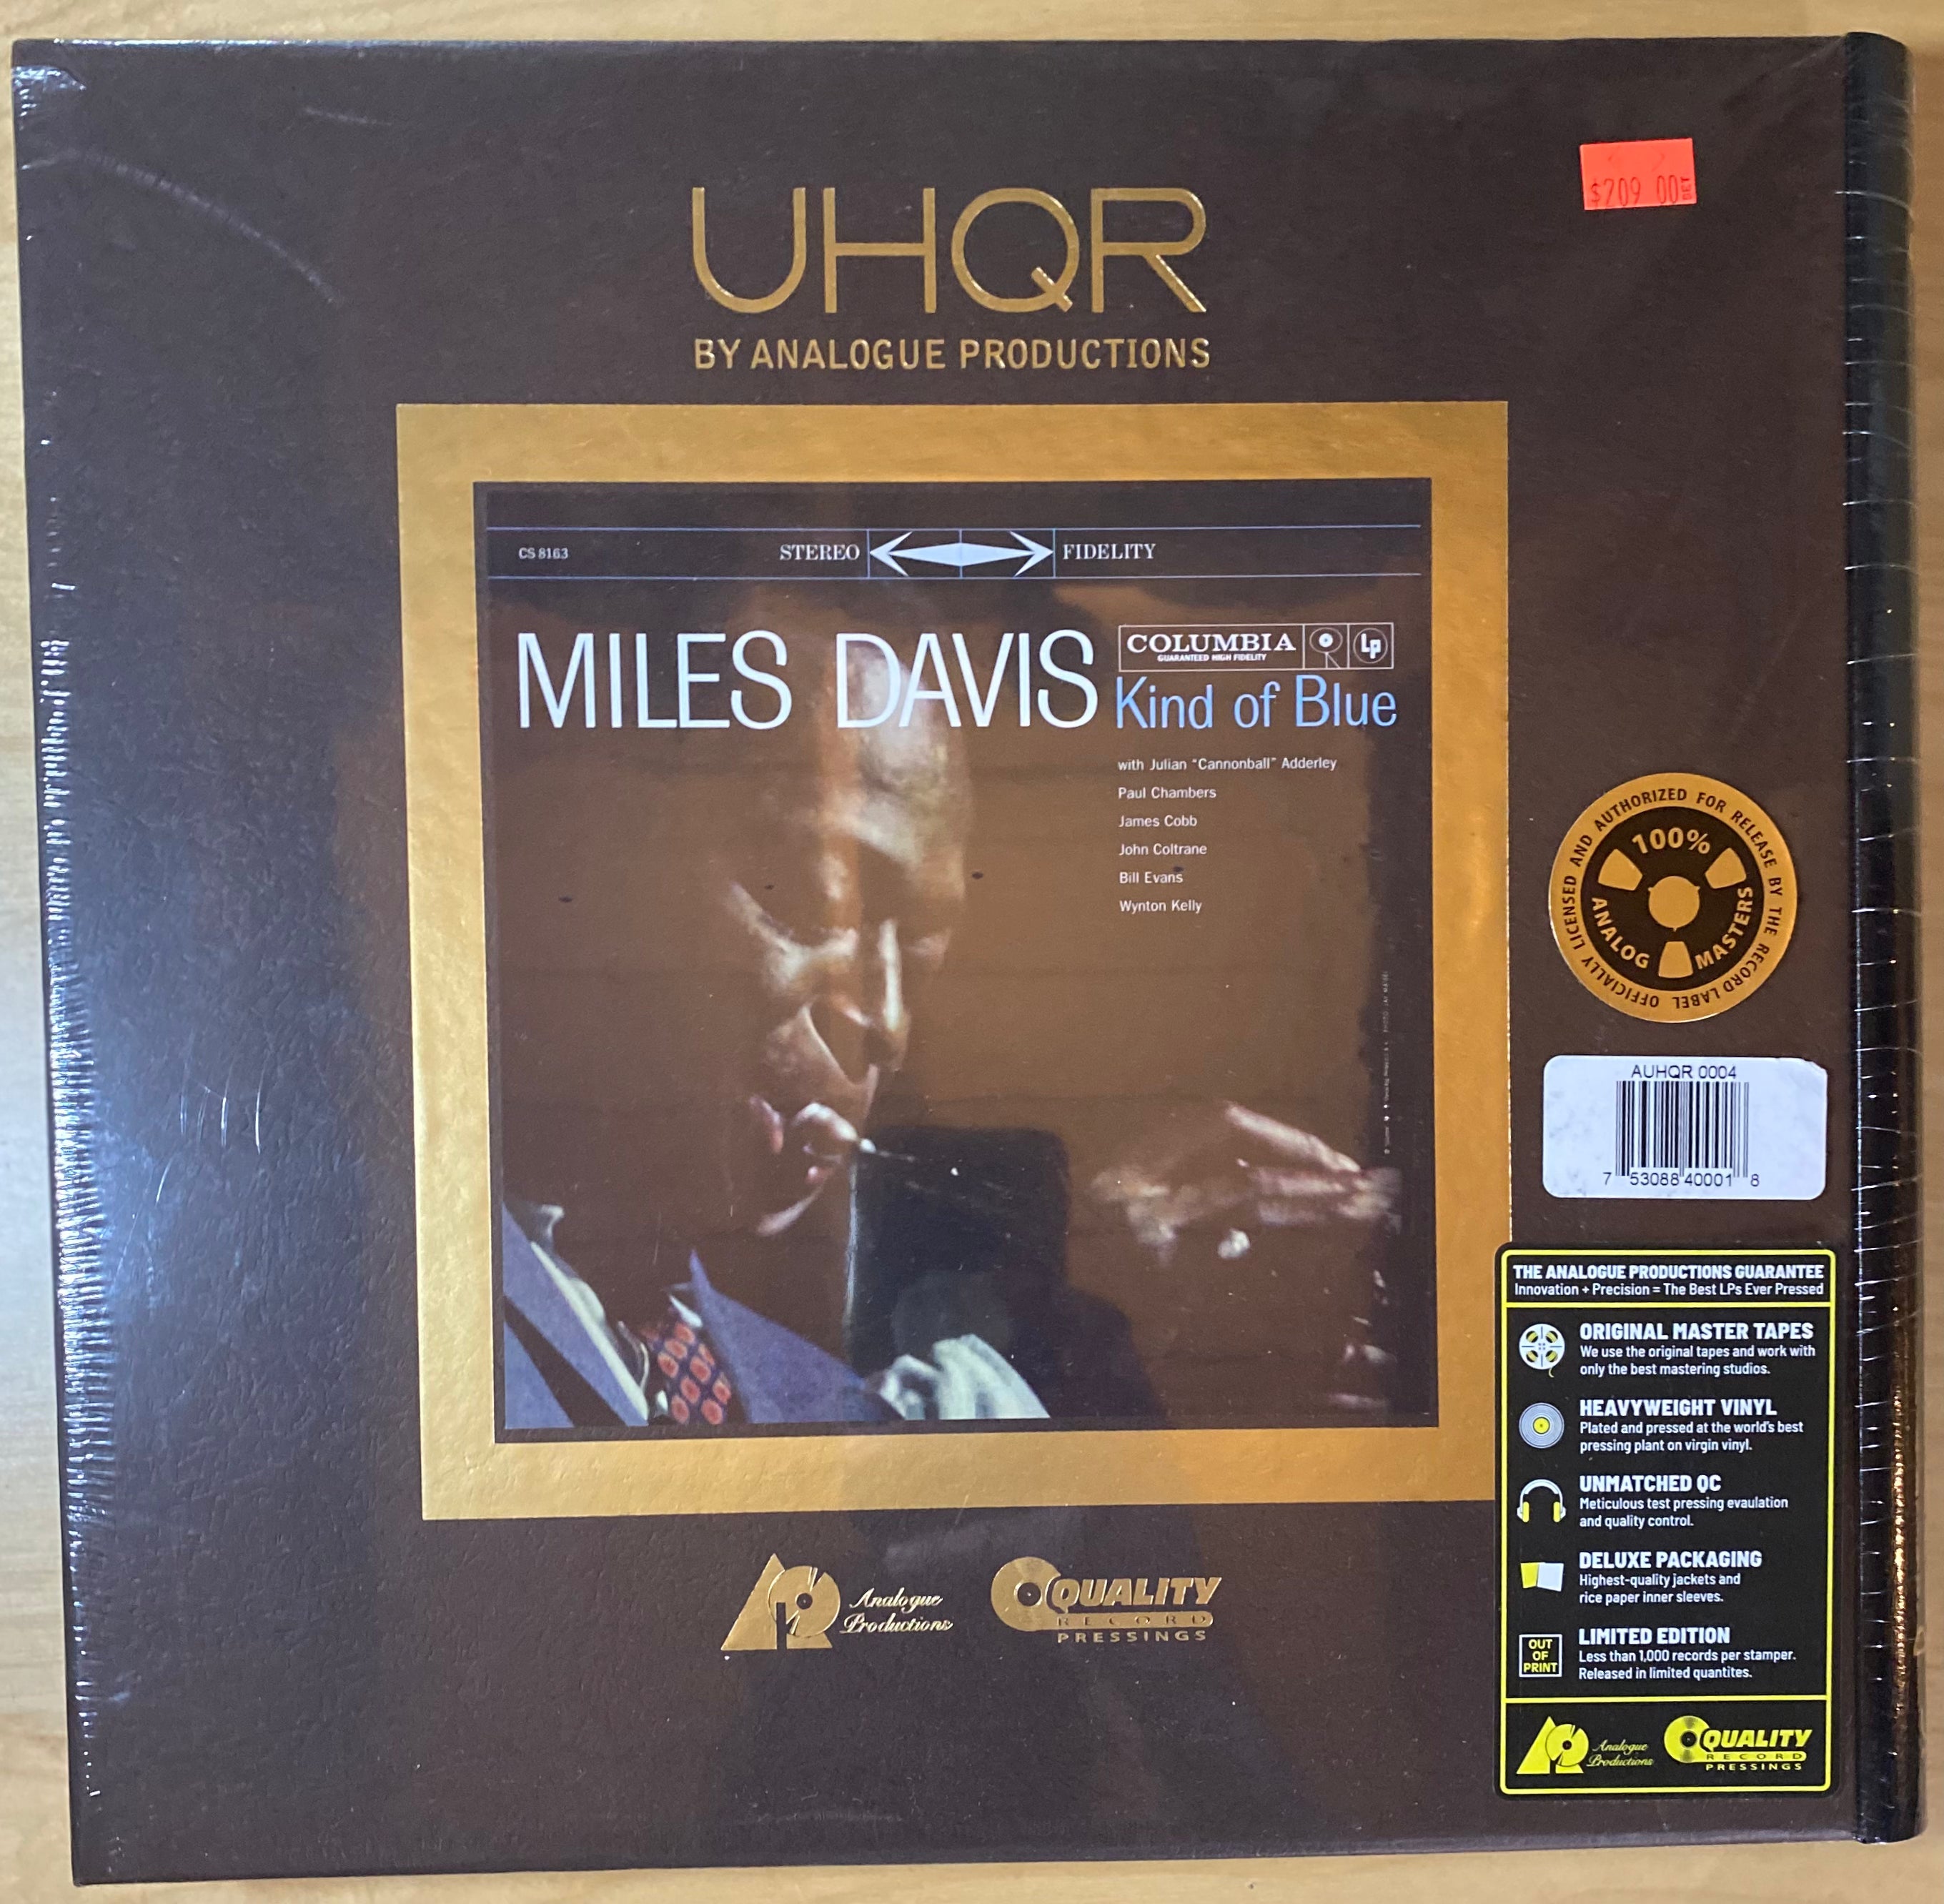 $209.00
UHQR
BY ANALOGUE PRODUCTIONS
CS 8163
STEREO
FIDELITY
MILES DAVIS
COLUMBIA
GUARANTEED HIGH FIDELITY
Lp
Kind of Blue
with Julian "Cannonball" Adderley
Paul Chambers
James Cobb
John Coltrane
Bill Evans
Wynton Kelly
OFFICIALLY LICENSED AND AUTHORIZED FOR RELEASE BY THE RECORD LABEL
100%
ANALOG MASTERS
AUHQR 0004
7 53088 40001 8
THE ANALOGUE PRODUCTIONS GUARANTEE
Innovation + Precision = The Best LPs Ever Pressed
ORIGINAL MASTER TAPES
We use the original tapes and work with
only the best mastering studios.
HEAVYWEIGHT VINYL
Plated and pressed at the world's best
pressing plant on virgin vinyl.
UNMATCHED QC
Meticulous test pressing evaulation
and quality control.
DELUXE PACKAGING
Highest-quality jackets and
rice paper inner sleeves.
OUT
OF
PRINT
LIMITED EDITION
Less than 1,000 records per stamper.
Released in limited quantites.
Analogue
Productions
QUALITY
RECORD
PRESSINGS
Analogue
Productions
QUALITY
RECORD
PRESSINGS